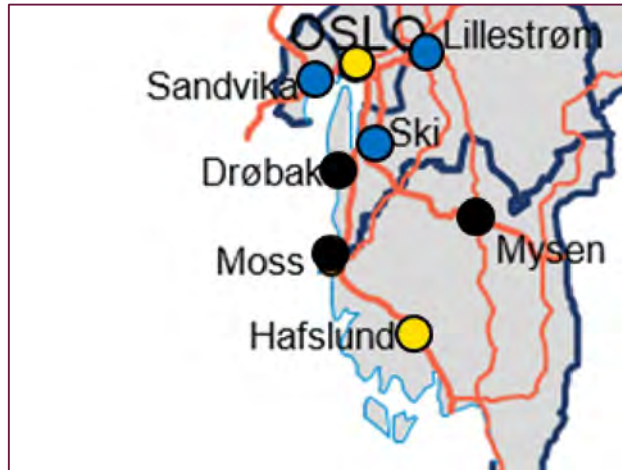 OSLO
Lillestrøm
Sandvika
Ski
Drøbak
Mysen
Moss
Hafslund